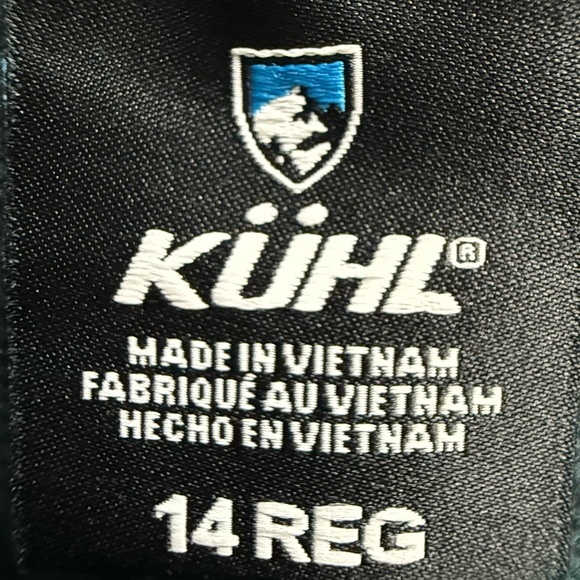 KÜHL®
MADE IN VIETNAM
FABRIQUÉ AU VIETNAM
HECHO EN VIETNAM
14 REG